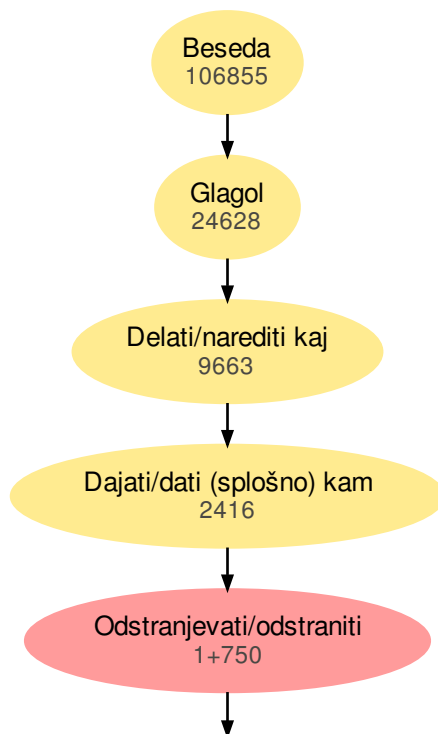 Beseda
106855
Glagol
24628
Delati/narediti kaj
9663
Dajati/dati (splošno) kam
2416
Odstranjevati/odstraniti
1+750